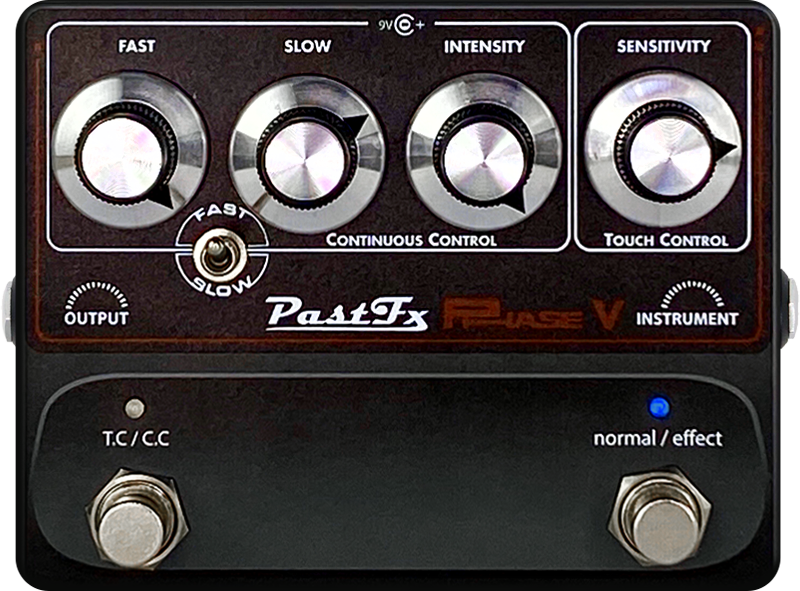 9V +
FAST SLOW INTENSITY SENSITIVITY
FAST
SLOW
CONTINUOUS CONTROL TOUCH CONTROL
OUTPUT PastFx PHASE V INSTRUMENT
T.C / C.C normal / effect